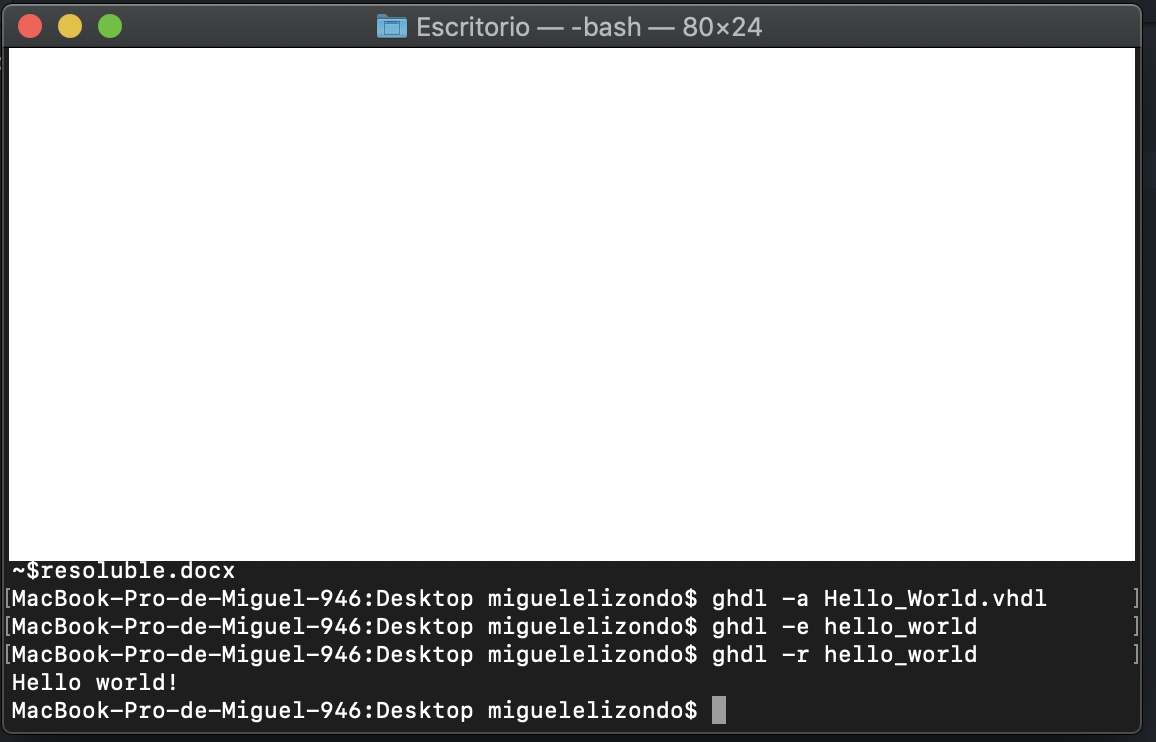 Escritorio — -bash — 80×24
~$resoluble.docx
[MacBook-Pro-de-Miguel-946:Desktop miguelelizondo$ ghdl -a Hello_World.vhdl ]
[MacBook-Pro-de-Miguel-946:Desktop miguelelizondo$ ghdl -e hello_world ]
[MacBook-Pro-de-Miguel-946:Desktop miguelelizondo$ ghdl -r hello_world ]
Hello world!
MacBook-Pro-de-Miguel-946:Desktop miguelelizondo$